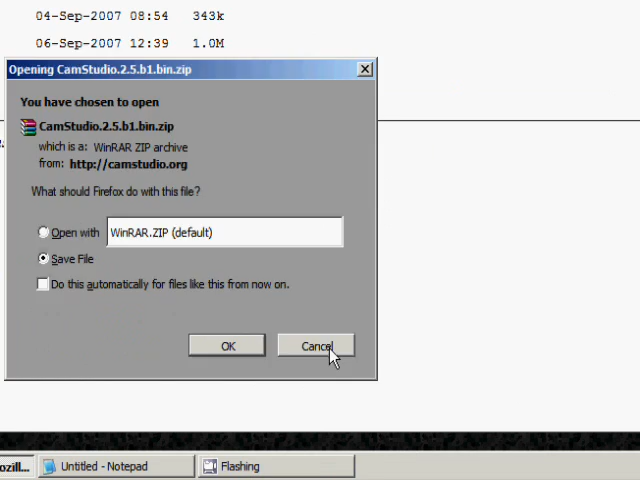 04-Sep-2007 08:54 343k
06-Sep-2007 12:39 1.0M
Opening CamStudio.2.5.b1.bin.zip
You have chosen to open
CamStudio.2.5.b1.bin.zip
which is a: WinRAR ZIP archive
from: http://camstudio.org
What should Firefox do with this file?
Open with WinRAR.ZIP (default)
Save File
Do this automatically for files like this from now on.
OK Cancel
ozill... Untitled - Notepad Flashing